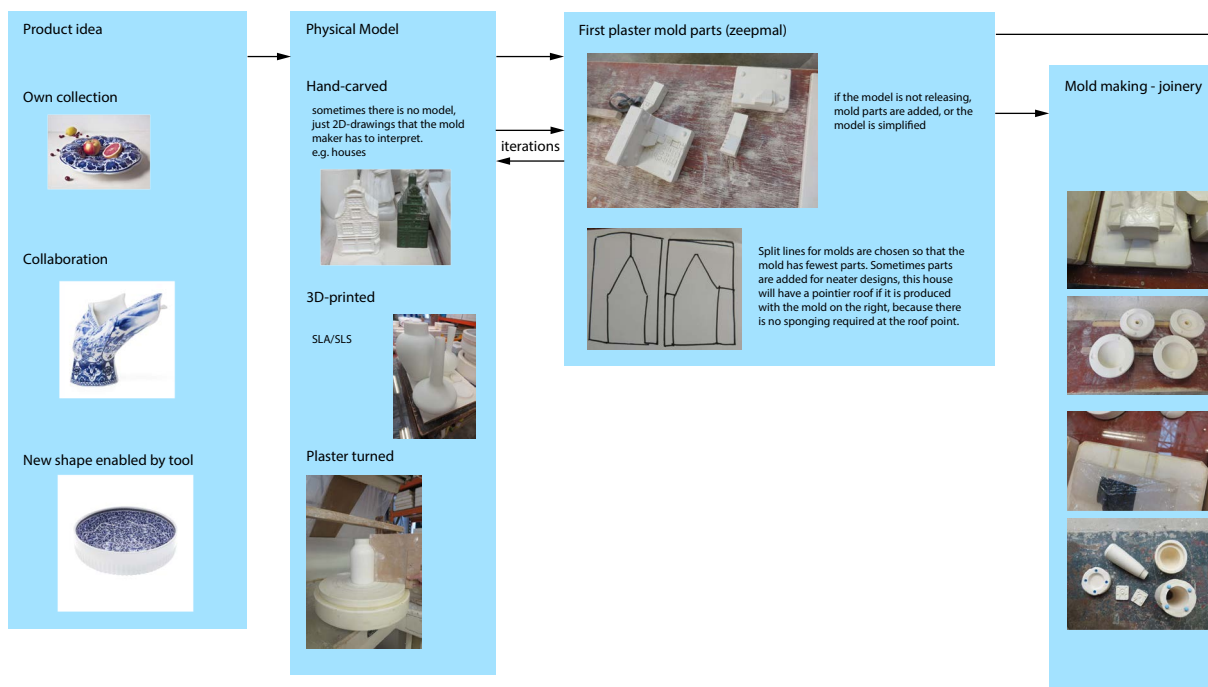 Product idea
Own collection
Collaboration
New shape enabled by tool
Physical Model
Hand-carved
sometimes there is no model,
just 2D-drawings that the mold
maker has to interpret.
e.g. houses
3D-printed
SLA/SLS
Plaster turned
iterations
First plaster mold parts (zeepmal)
if the model is not releasing,
mold parts are added, or the
model is simplified
Split lines for molds are chosen so that the
mold has fewest parts. Sometimes parts
are added for neater designs, this house
will have a pointier roof if it is produced
with the mold on the right, because there
is no sponging required at the roof point.
Mold making - joinery